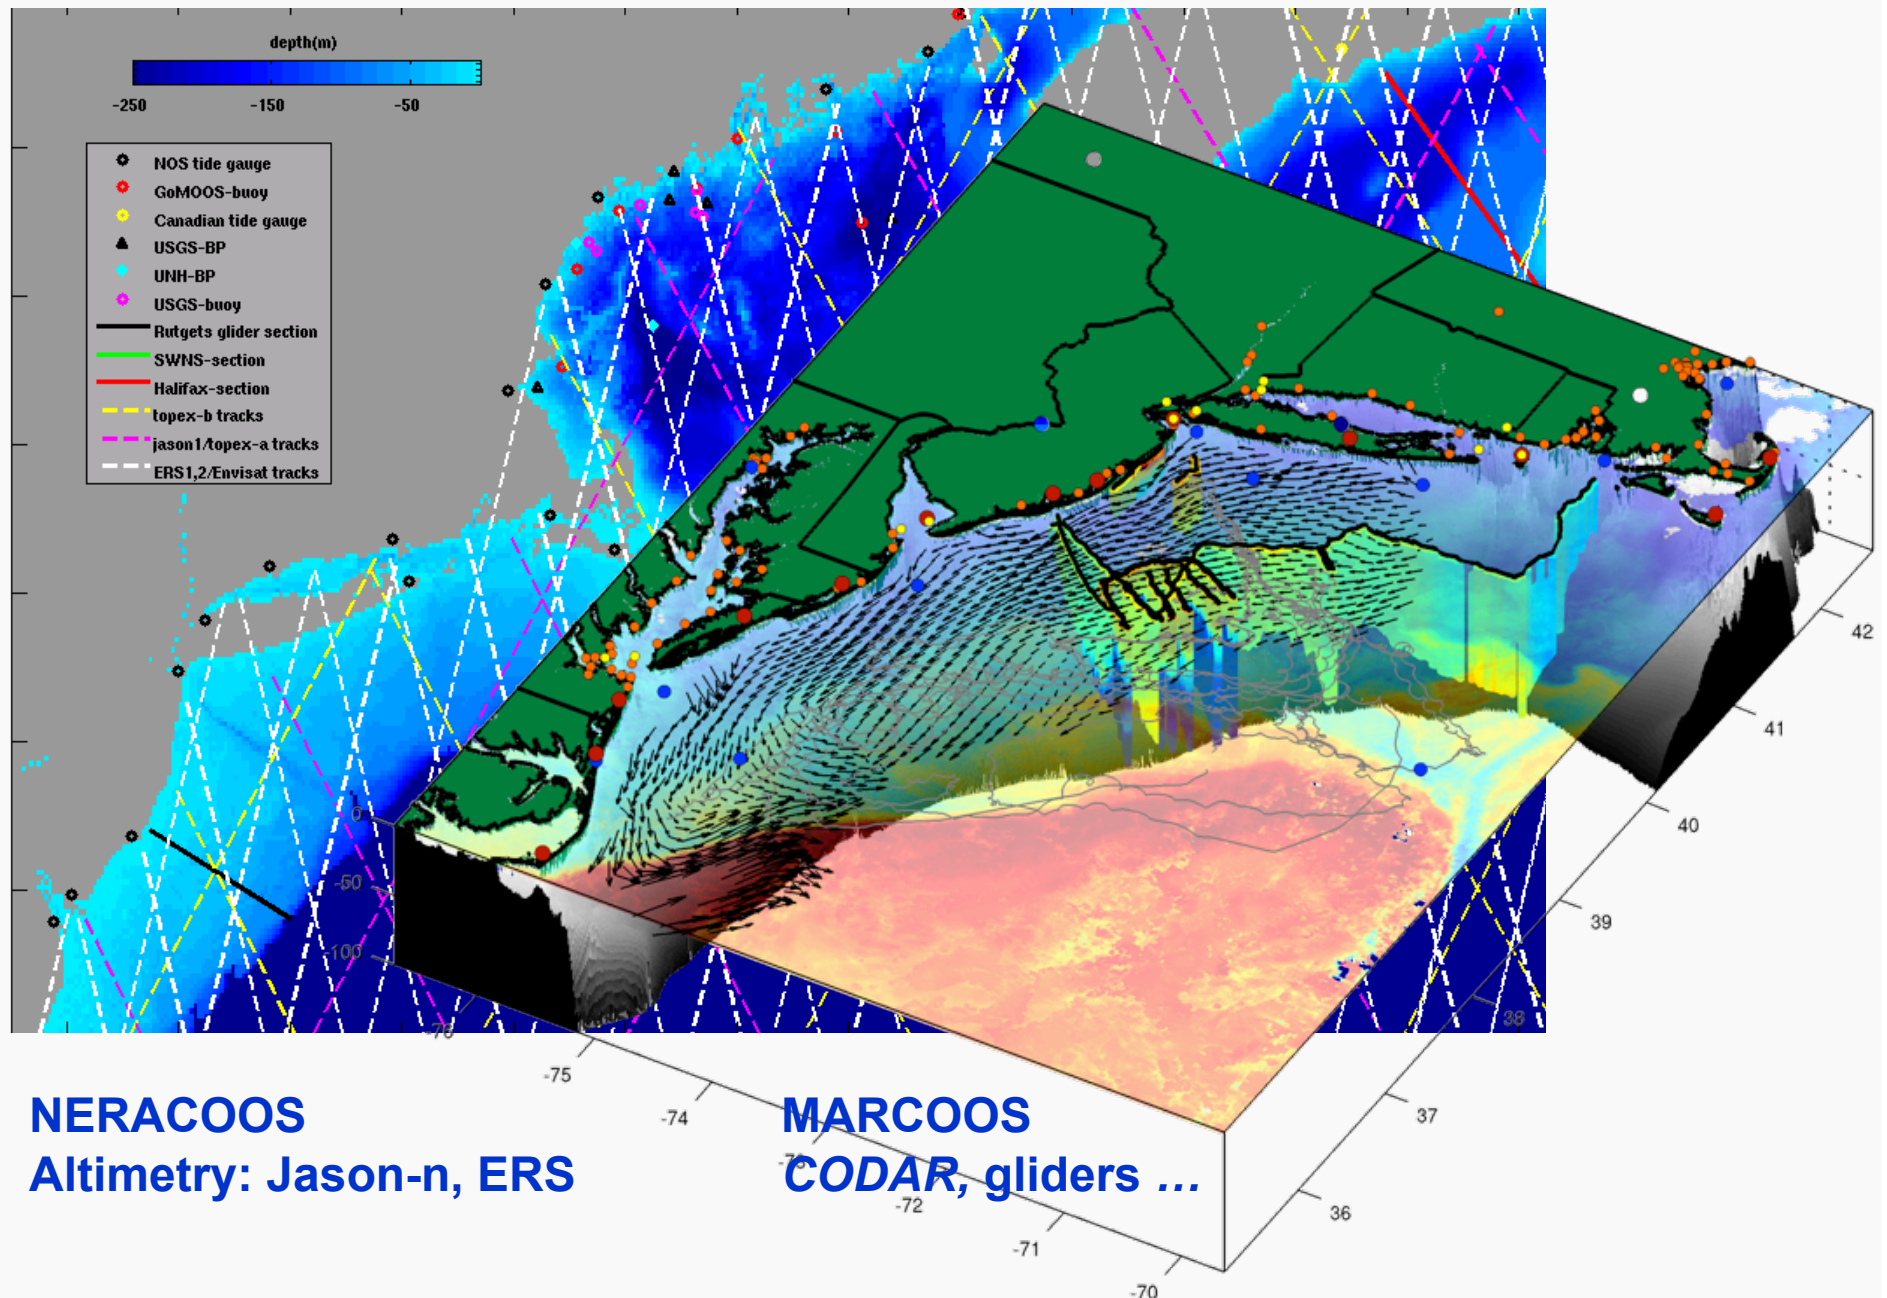 depth(m)
-250 -150 -50
NOS tide gauge
GoMOOS-buoy
Canadian tide gauge
USGS-BP
UNH-BP
USGS-buoy
Rutgets glider section
SWNS-section
Halifax-section
topex-b tracks
jason1/topex-a tracks
ERS1,2/Envisat tracks
0
-50
-100
-76
-75
-74
-73
-72
-71
-70
42
41
40
39
38
37
36
NERACOOS
Altimetry: Jason-n, ERS
MARCOOS
CODAR, gliders ...